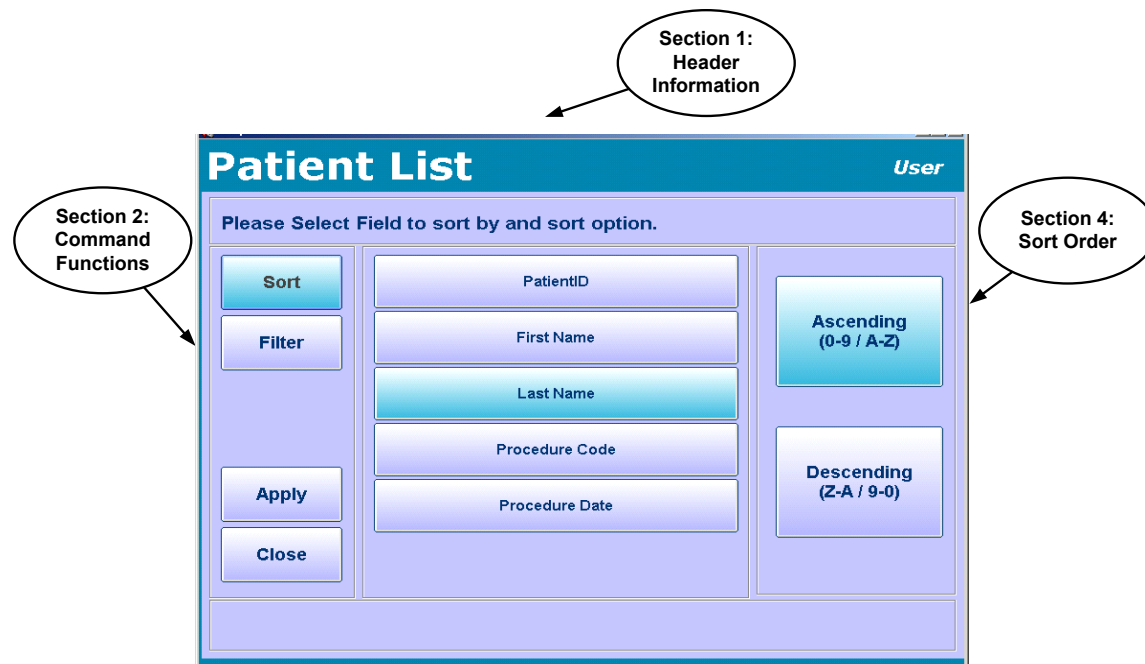 Section 1:
Header
Information
Patient List
User
Section 2:
Command
Functions
Please Select Field to sort by and sort option.
Section 4:
Sort Order
Sort
Filter
Apply
Close
PatientID
First Name
Last Name
Procedure Code
Procedure Date
Ascending
(0-9 / A-Z)
Descending
(Z-A / 9-0)